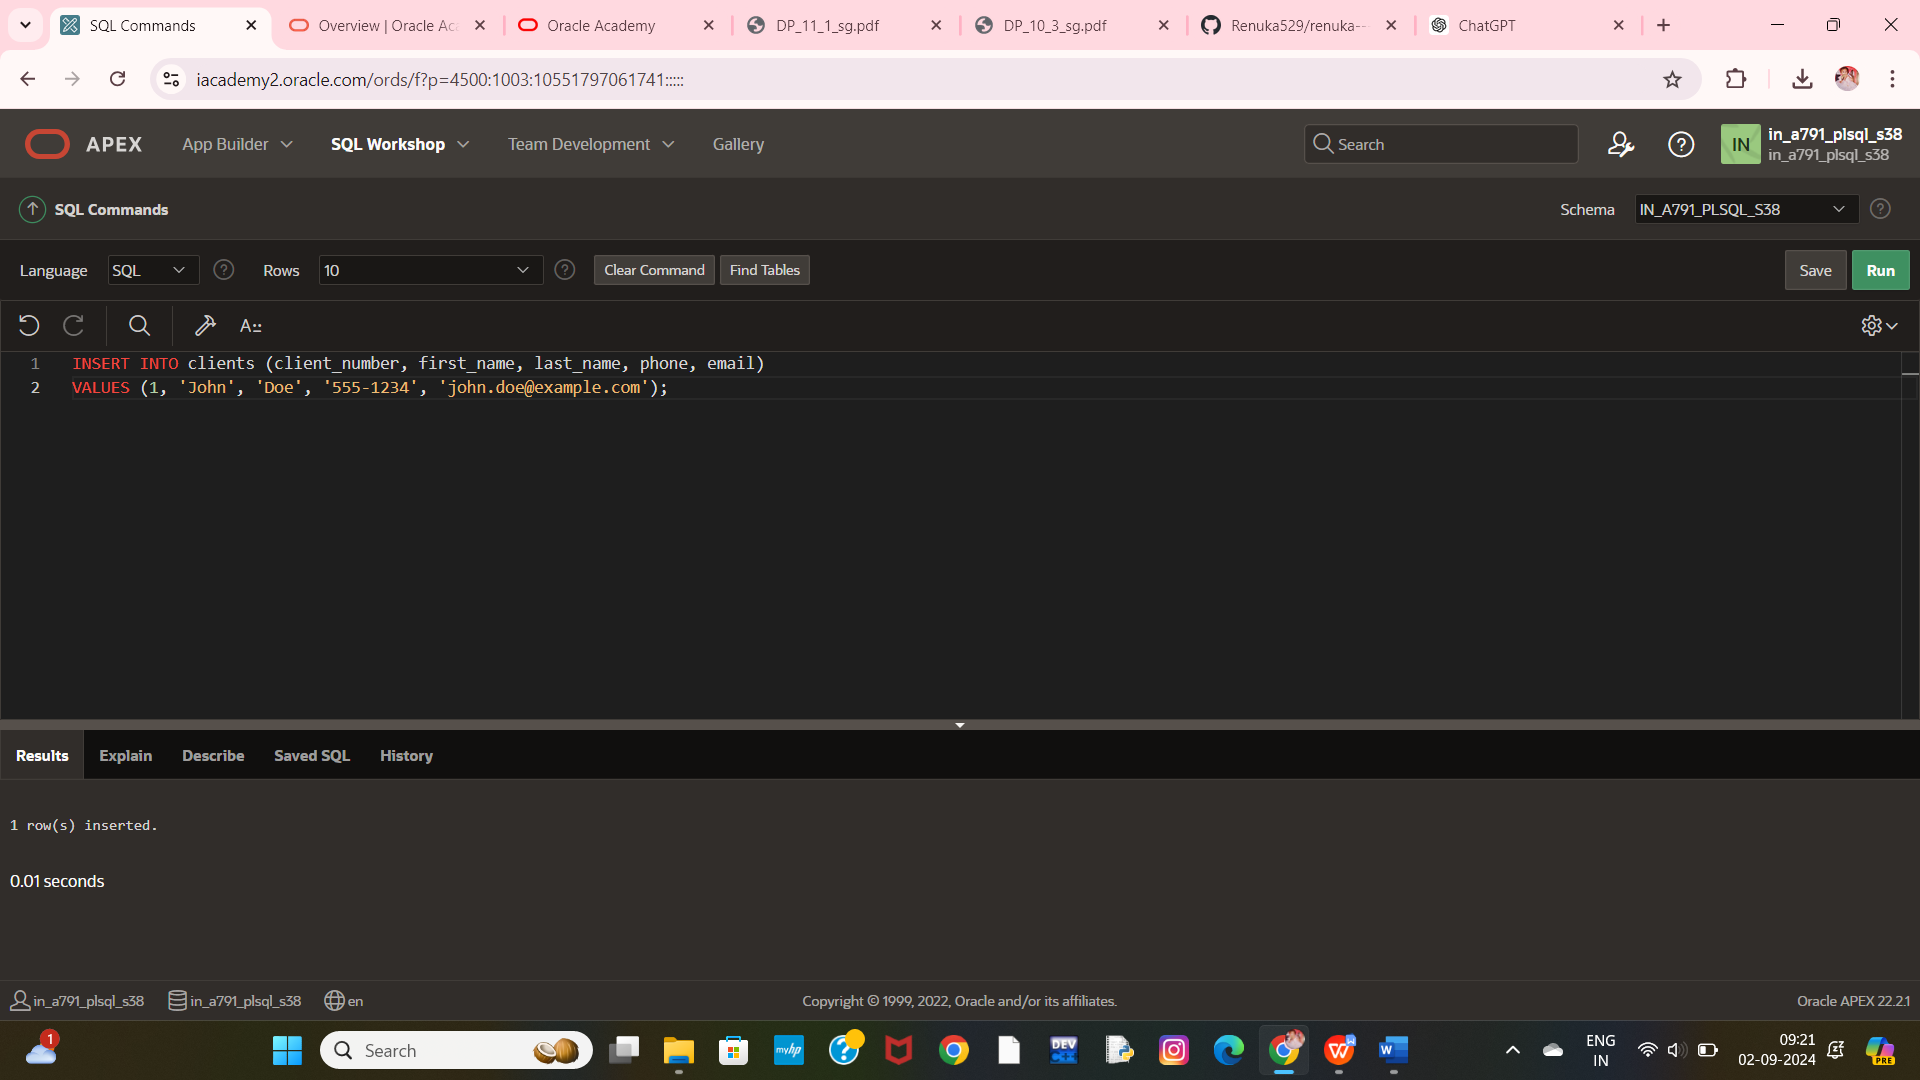 SQL Commands
Overview | Oracle Ac
Oracle Academy
DP_11_1_sg.pdf
DP_10_3_sg.pdf
Renuka529/renuka--
ChatGPT
iacademy2.oracle.com/ords/f?p=4500:1003:10551797061741:::::
APEX
App Builder
SQL Workshop
Team Development
Gallery
Search
IN
in_a791_plsql_s38
in_a791_plsql_s38
SQL Commands
Schema
IN_A791_PLSQL_S38
Language
SQL
Rows
10
Clear Command
Find Tables
Save
Run
1 INSERT INTO clients (client_number, first_name, last_name, phone, email)
2 VALUES (1, 'John', 'Doe', '555-1234', 'john.doe@example.com');
Results
Explain
Describe
Saved SQL
History
1 row(s) inserted.
0.01 seconds
in_a791_plsql_s38
in_a791_plsql_s38
en
Copyright © 1999, 2022, Oracle and/or its affiliates.
Oracle APEX 22.2.1
1
Search
myhp
DEV
C++
W
W
ENG
IN
09:21
02-09-2024
PRE